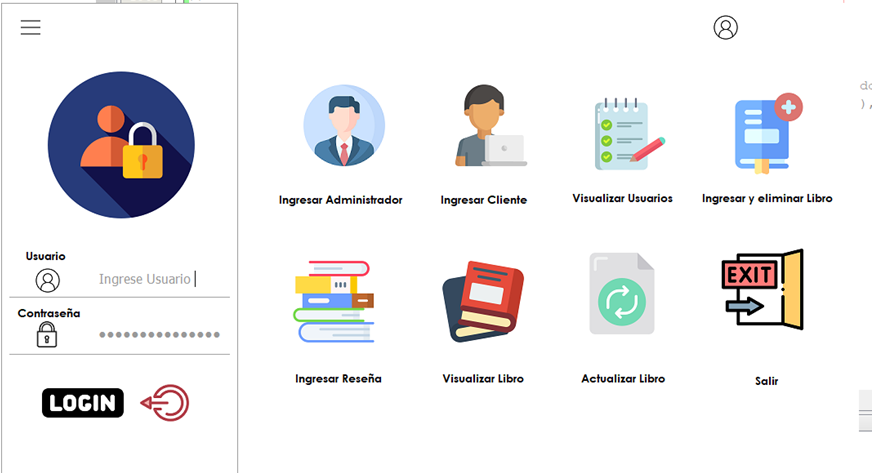 Usuario
Ingrese Usuario
Contraseña
LOGIN
Ingresar Administrador
Ingresar Cliente
Visualizar Usuarios
Ingresar y eliminar Libro
EXIT
Ingresar Reseña
Visualizar Libro
Actualizar Libro
Salir